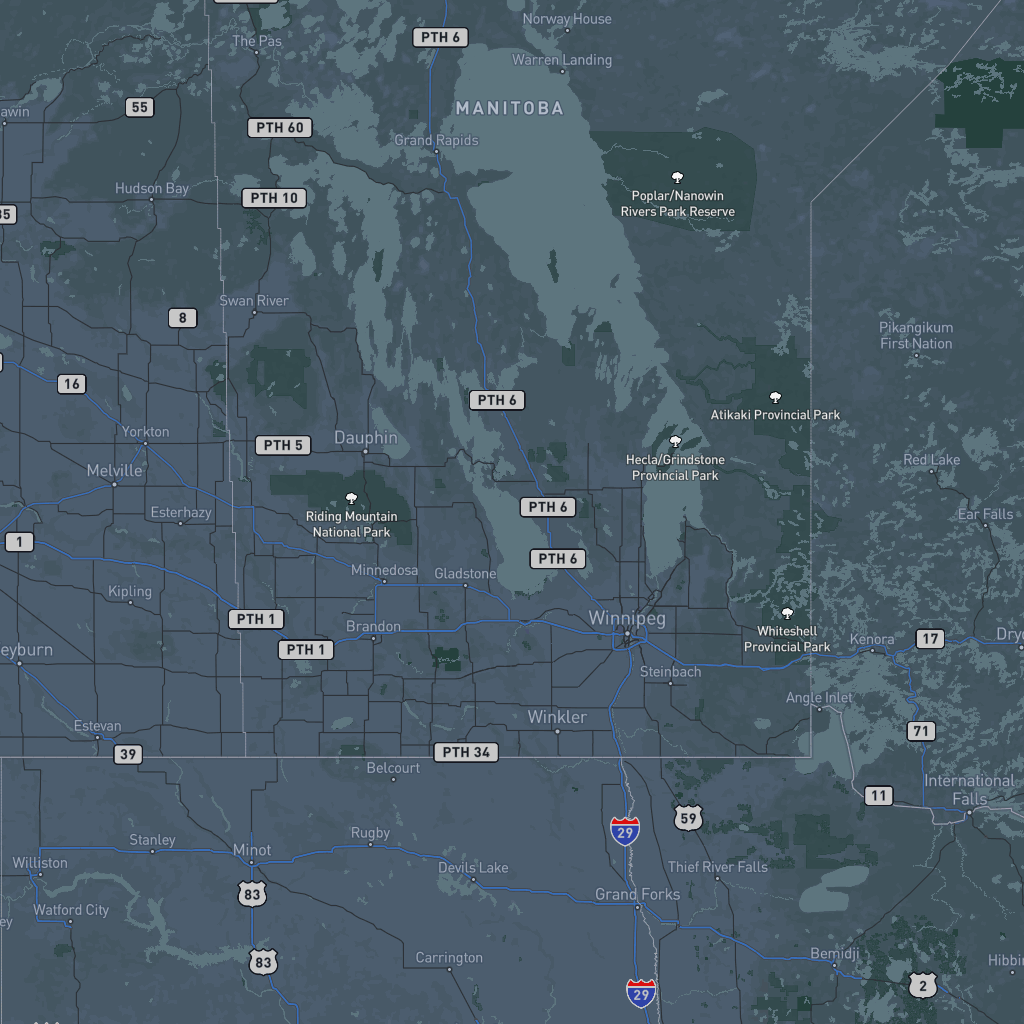 Norway House
PTH 6
The Pas
Warren Landing
MANITOBA
55
awin
PTH 60
Grand Rapids
Hudson Bay
PTH 10
Poplar/Nanowin
Rivers Park Reserve
35
Swan River
8
Pikangikum
First Nation
16
PTH 6
Atikaki Provincial Park
Yorkton
PTH 5
Dauphin
Hecla/Grindstone
Provincial Park
Melville
Red Lake
Riding Mountain
National Park
PTH 6
Esterhazy
Ear Falls
1
PTH 6
Minnedosa
Gladstone
Kipling
PTH 1
Winnipeg
Brandon
Whiteshell
Provincial Park
Kenora
17
Dry
eyburn
PTH 1
Steinbach
Angle Inlet
Estevan
Winkler
71
39
PTH 34
Belcourt
International
Falls
11
59
29
Stanley
Rugby
Minot
Williston
Devils Lake
Thief River Falls
83
Grand Forks
Watford City
ey
Carrington
Bemidji
Hibbin
83
2
29